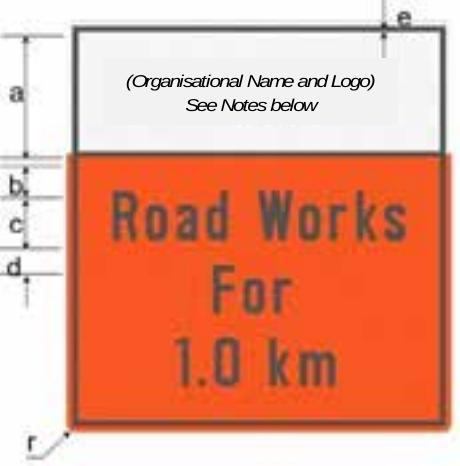 e
a
(Organisational Name and Logo)
See Notes below
b
Road Works
c
For
d
1.0 km
r